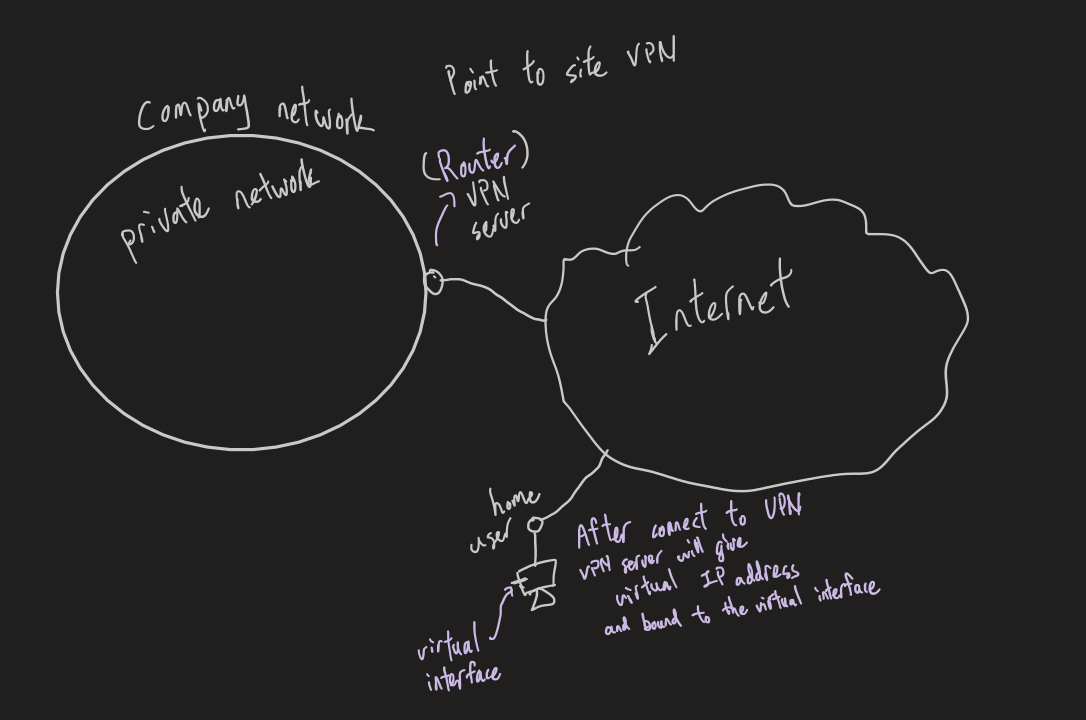 Point to site VPN
Company network
private network
(Router)
VPN
server
Internet
home
user
After connect to VPN
VPN server will give
virtual IP address
and bound to the virtual interface
virtual
interface